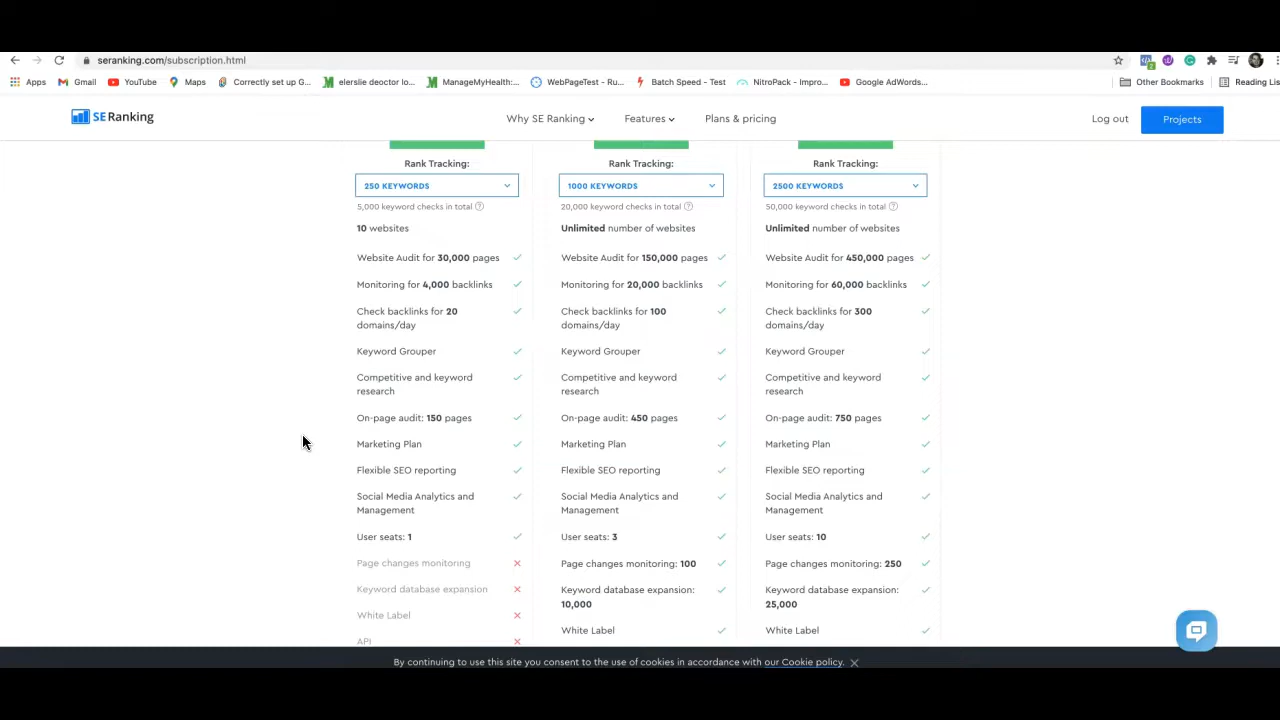 seranking.com/subscription.html
Apps Gmail YouTube Maps Correctly set up G... elerslie deoctor lo... ManageMyHealth:... WebPageTest - Ru... Batch Speed - Test NitroPack - Impro... Google AdWords... Other Bookmarks Reading Lis
SE Ranking Why SE Ranking Features Plans & pricing Log out Projects
Rank Tracking: Rank Tracking: Rank Tracking:
250 KEYWORDS 1000 KEYWORDS 2500 KEYWORDS
5,000 keyword checks in total ? 20,000 keyword checks in total ? 50,000 keyword checks in total ?
10 websites Unlimited number of websites Unlimited number of websites
Website Audit for 30,000 pages Website Audit for 150,000 pages Website Audit for 450,000 pages
Monitoring for 4,000 backlinks Monitoring for 20,000 backlinks Monitoring for 60,000 backlinks
Check backlinks for 20 Check backlinks for 100 Check backlinks for 300
domains/day domains/day domains/day
Keyword Grouper Keyword Grouper Keyword Grouper
Competitive and keyword Competitive and keyword Competitive and keyword
research research research
On-page audit: 150 pages On-page audit: 450 pages On-page audit: 750 pages
Marketing Plan Marketing Plan Marketing Plan
Flexible SEO reporting Flexible SEO reporting Flexible SEO reporting
Social Media Analytics and Social Media Analytics and Social Media Analytics and
Management Management Management
User seats: 1 User seats: 3 User seats: 10
Page changes monitoring Page changes monitoring: 100 Page changes monitoring: 250
Keyword database expansion Keyword database expansion: Keyword database expansion:
10,000 25,000
White Label White Label White Label
API
By continuing to use this site you consent to the use of cookies in accordance with our Cookie policy.